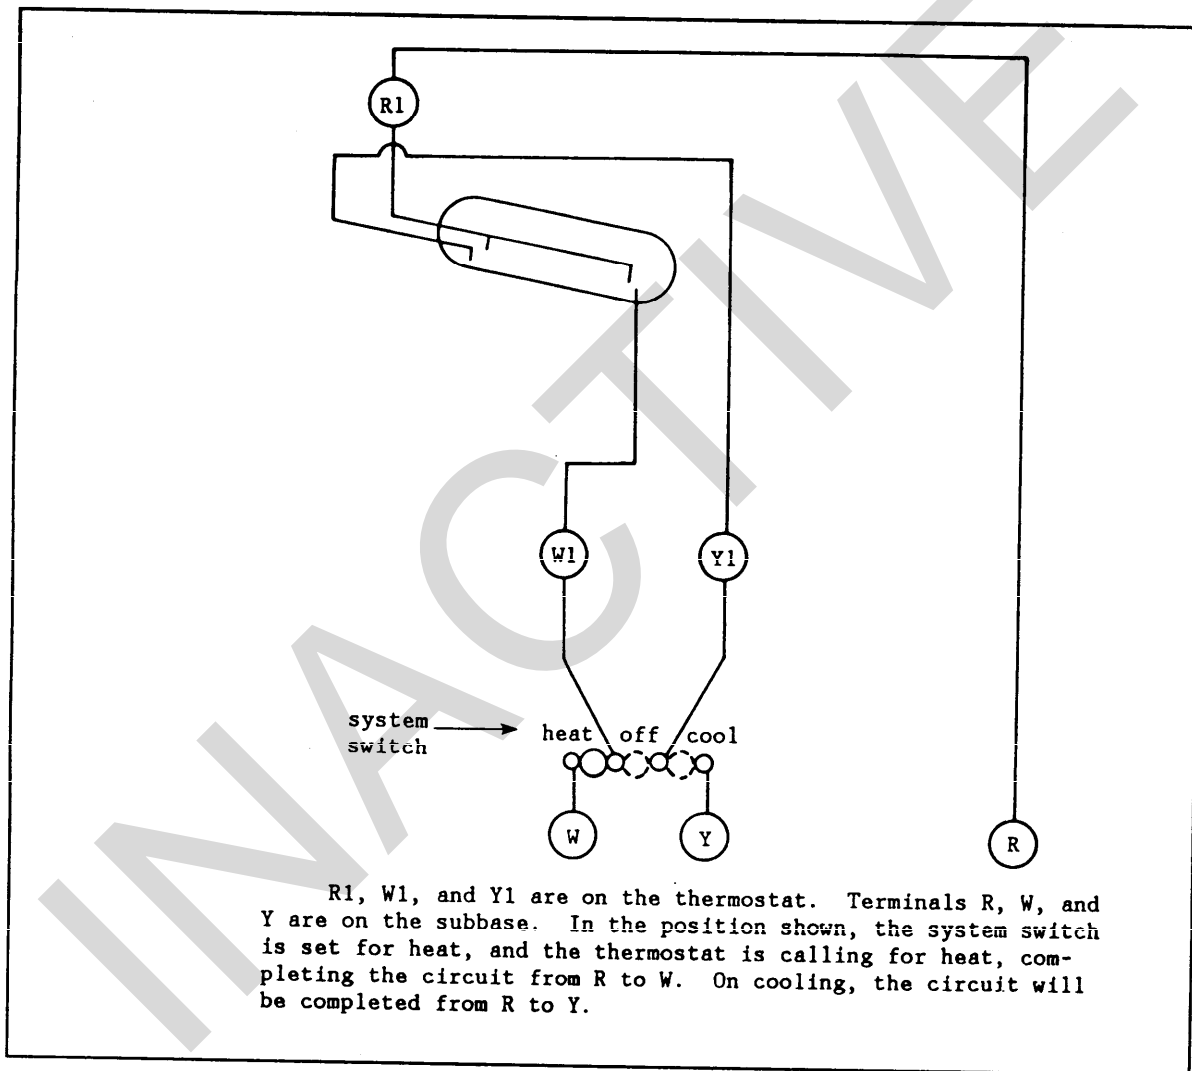 R1
W1
Y1
system
switch
heat off cool
W
Y
R
R1, W1, and Y1 are on the thermostat. Terminals R, W, and
Y are on the subbase. In the position shown, the system switch
is set for heat, and the thermostat is calling for heat, com-
pleting the circuit from R to W. On cooling, the circuit will
be completed from R to Y.
INACTIVE